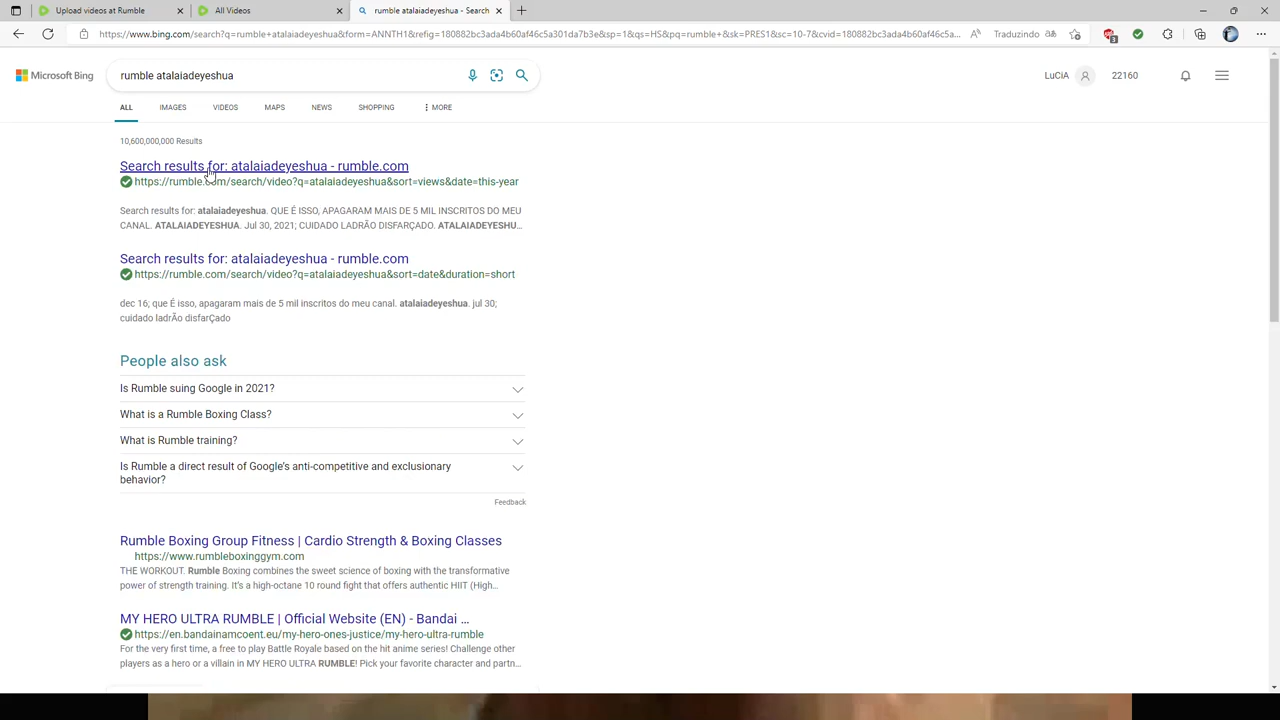 Upload videos at Rumble
All Videos
rumble atalaiadeyeshua - Search
https://www.bing.com/search?q=rumble+atalaiadeyeshua&form=ANNTH1&refig=180882bc3ada4b60af46c5a301da7b3e&sp=1&qs=HS&pq=rumble+&sk=PRES1&sc=10-7&cvid=180882bc3ada4b60af46c5a...
Traduzindo
3
Microsoft Bing
rumble atalaiadeyeshua
LuCiA
22160
ALL
IMAGES
VIDEOS
MAPS
NEWS
SHOPPING
MORE
10,600,000,000 Results
Search results for: atalaiadeyeshua - rumble.com
https://rumble.com/search/video?q=atalaiadeyeshua&sort=views&date=this-year
Search results for: atalaiadeyeshua. QUE É ISSO, APAGARAM MAIS DE 5 MIL INSCRITOS DO MEU
CANAL. ATALAIADEYESHUA. Jul 30, 2021; CUIDADO LADRÃO DISFARÇADO. ATALAIADEYESHU...
Search results for: atalaiadeyeshua - rumble.com
https://rumble.com/search/video?q=atalaiadeyeshua&sort=date&duration=short
dec 16; que É isso, apagaram mais de 5 mil inscritos do meu canal. atalaiadeyeshua. jul 30;
cuidado ladrÃo disfarÇado
People also ask
Is Rumble suing Google in 2021?
What is a Rumble Boxing Class?
What is Rumble training?
Is Rumble a direct result of Google's anti-competitive and exclusionary
behavior?
Feedback
Rumble Boxing Group Fitness | Cardio Strength & Boxing Classes
https://www.rumbleboxinggym.com
THE WORKOUT. Rumble Boxing combines the sweet science of boxing with the transformative
power of strength training. It's a high-octane 10 round fight that offers authentic HIIT (High...
MY HERO ULTRA RUMBLE | Official Website (EN) - Bandai ...
https://en.bandainamcoent.eu/my-hero-ones-justice/my-hero-ultra-rumble
For the very first time, a free to play Battle Royale based on the hit anime series! Challenge other
players as a hero or a villain in MY HERO ULTRA RUMBLE! Pick your favorite character and partn...